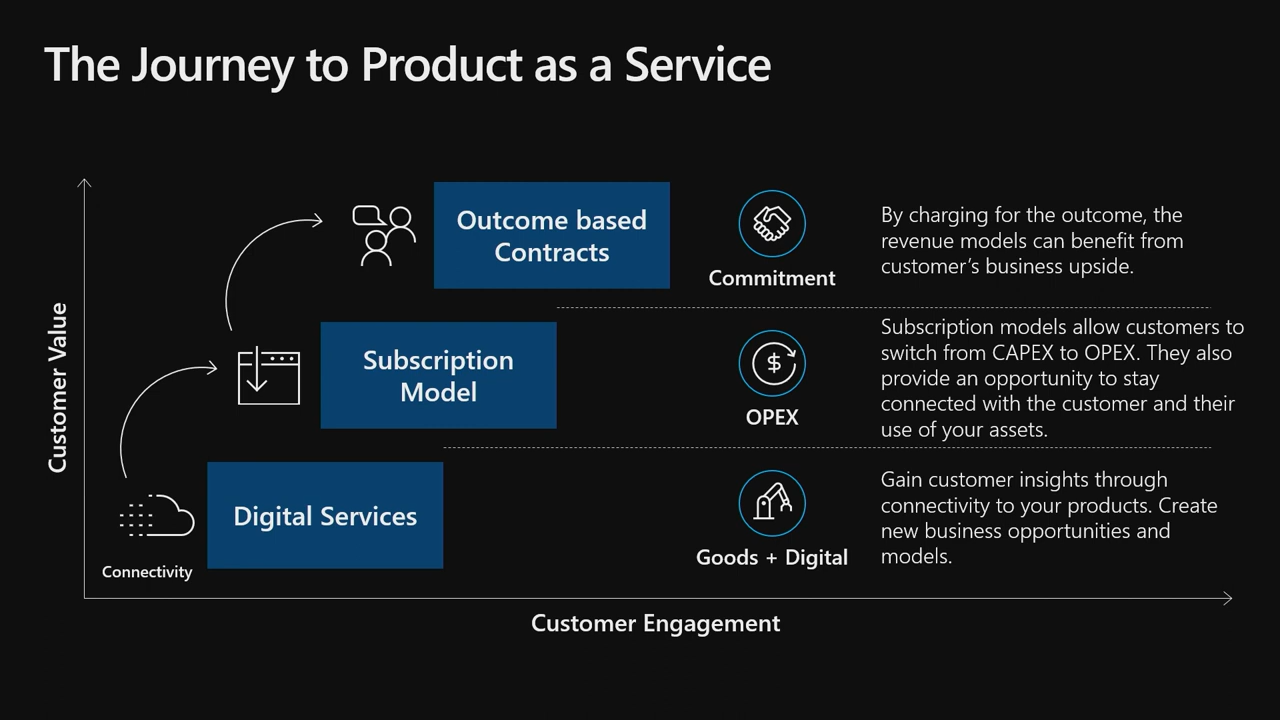 The Journey to Product as a Service
Customer Value
Outcome based
Contracts
Commitment
By charging for the outcome, the
revenue models can benefit from
customer's business upside.
Subscription
Model
$
OPEX
Subscription models allow customers to
switch from CAPEX to OPEX. They also
provide an opportunity to stay
connected with the customer and their
use of your assets.
Connectivity
Digital Services
Goods + Digital
Gain customer insights through
connectivity to your products. Create
new business opportunities and
models.
Customer Engagement